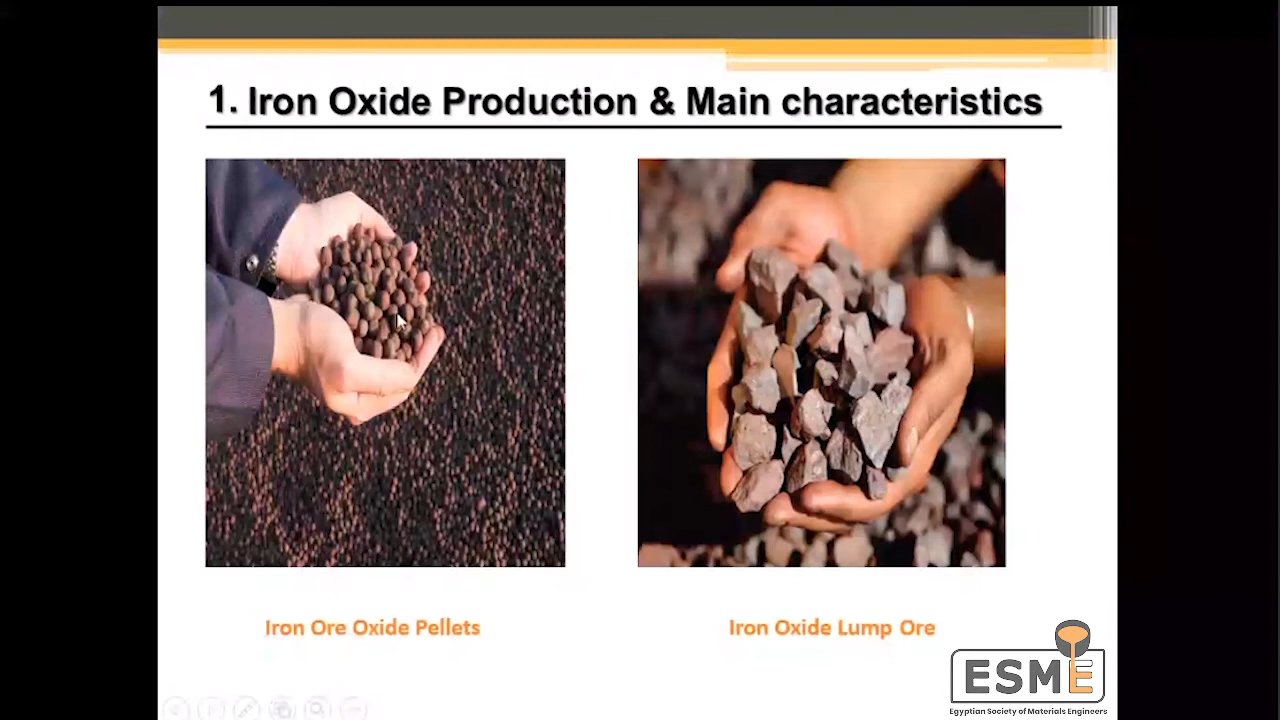 1. Iron Oxide Production & Main characteristics
Iron Ore Oxide Pellets
Iron Oxide Lump Ore
ESME
Egyptian Society of Materials Engineers